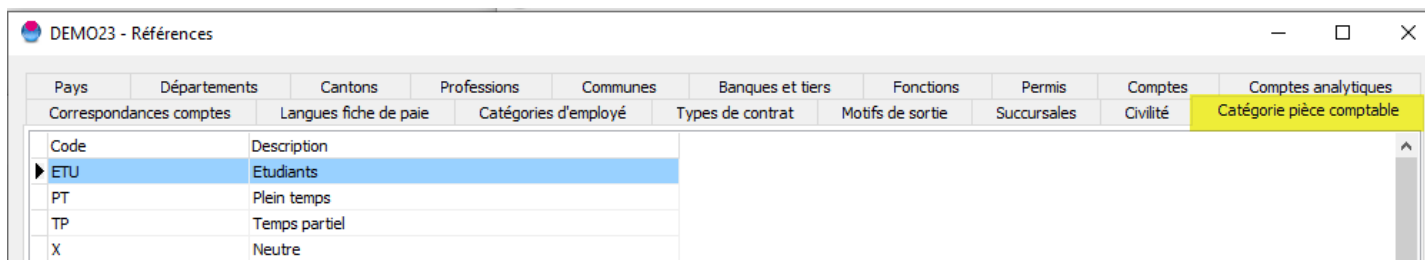 DEMO23 - Références
Pays Départements Cantons Professions Communes Banques et tiers Fonctions Permis Comptes Comptes analytiques
Correspondances comptes Langues fiche de paie Catégories d'employé Types de contrat Motifs de sortie Succursales Civilité Catégorie pièce comptable
Code Description
ETU Etudiants
PT Plein temps
TP Temps partiel
X Neutre